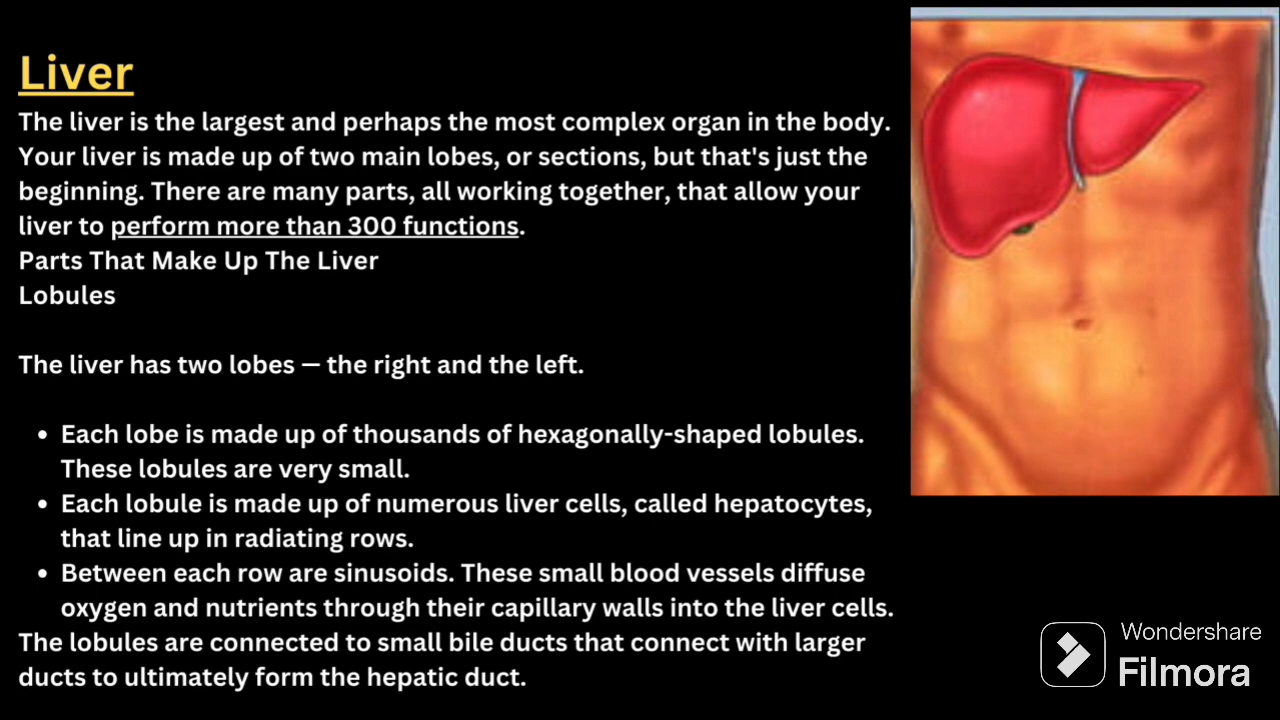 Liver
The liver is the largest and perhaps the most complex organ in the body.
Your liver is made up of two main lobes, or sections, but that's just the
beginning. There are many parts, all working together, that allow your
liver to perform more than 300 functions.
Parts That Make Up The Liver
Lobules
The liver has two lobes — the right and the left.
• Each lobe is made up of thousands of hexagonally-shaped lobules.
These lobules are very small.
• Each lobule is made up of numerous liver cells, called hepatocytes,
that line up in radiating rows.
• Between each row are sinusoids. These small blood vessels diffuse
oxygen and nutrients through their capillary walls into the liver cells.
The lobules are connected to small bile ducts that connect with larger
ducts to ultimately form the hepatic duct.
Wondershare
Filmora